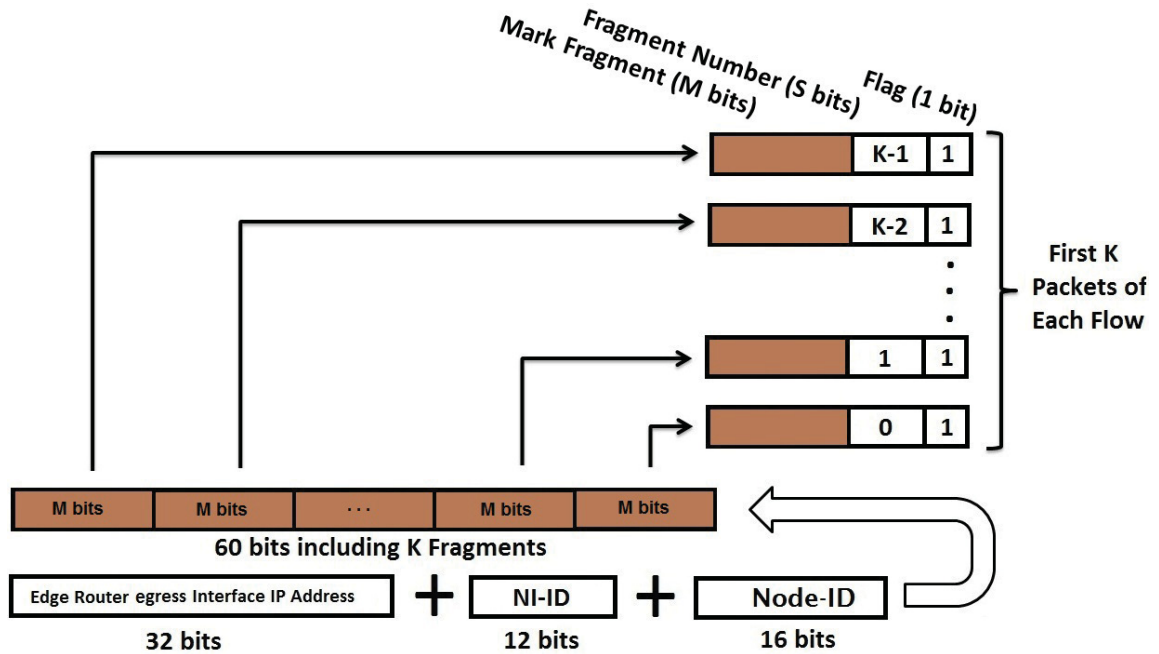 Fragment Number (S bits)
Mark Fragment (M bits)
Flag (1 bit)
K-1 1
K-2 1
First K
Packets of
Each Flow
1 1
0 1
M bits M bits ... M bits M bits
60 bits including K Fragments
Edge Router egress Interface IP Address + NI-ID + Node-ID
32 bits 12 bits 16 bits